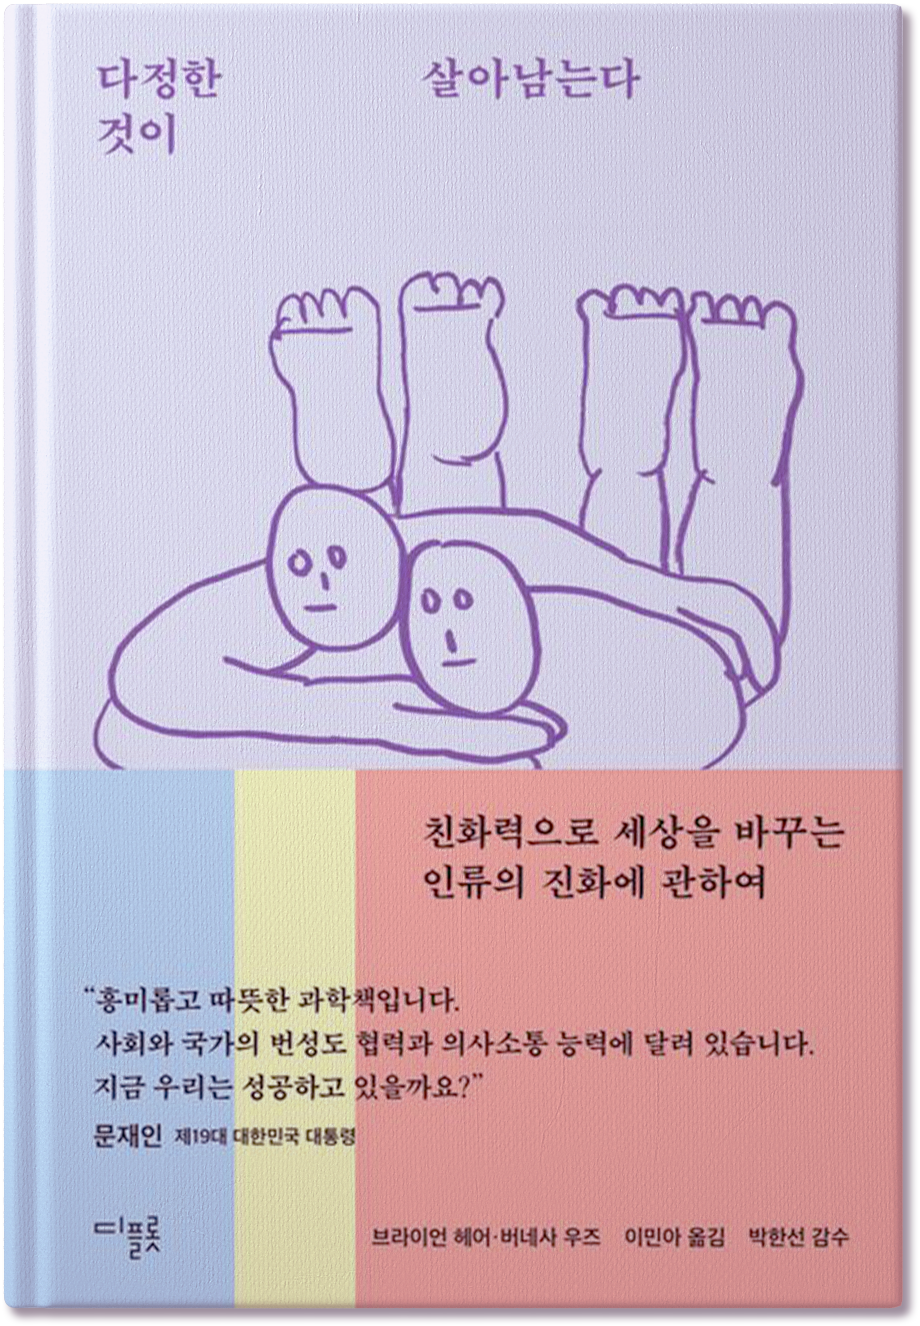 다정한 살아남는다
것이
친화력으로 세상을 바꾸는
인류의 진화에 관하여
“흥미롭고 따뜻한 과학책입니다.
사회와 국가의 번성도 협력과 의사소통 능력에 달려 있습니다.
지금 우리는 성공하고 있을까요?”
문재인 제19대 대한민국 대통령
디플롯
브라이언 헤어·버네사 우즈 이민아 옮김 박한선 감수